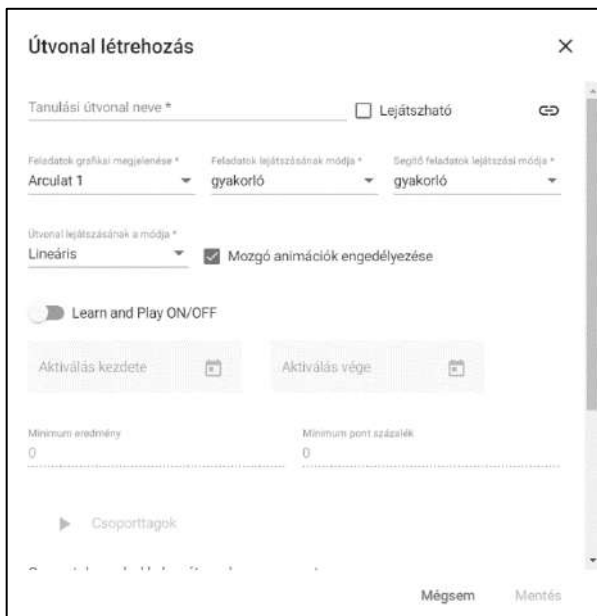 Útvonal létrehozás
Tanulási útvonal neve *
Lejátszható
Feladatok grafikai megjelenése * Feladatok lejátszásának módja * Segítő feladatok lejátszási módja *
Arculat 1 gyakorló gyakorló
Útvonal lejátszásának a módja *
Lineáris Mozgó animációk engedélyezése
Learn and Play ON/OFF
Aktiválás kezdete Aktiválás vége
Minimum eredmény Minimum pont százalék
0 0
Csoporttagok
Mégsem Mentés